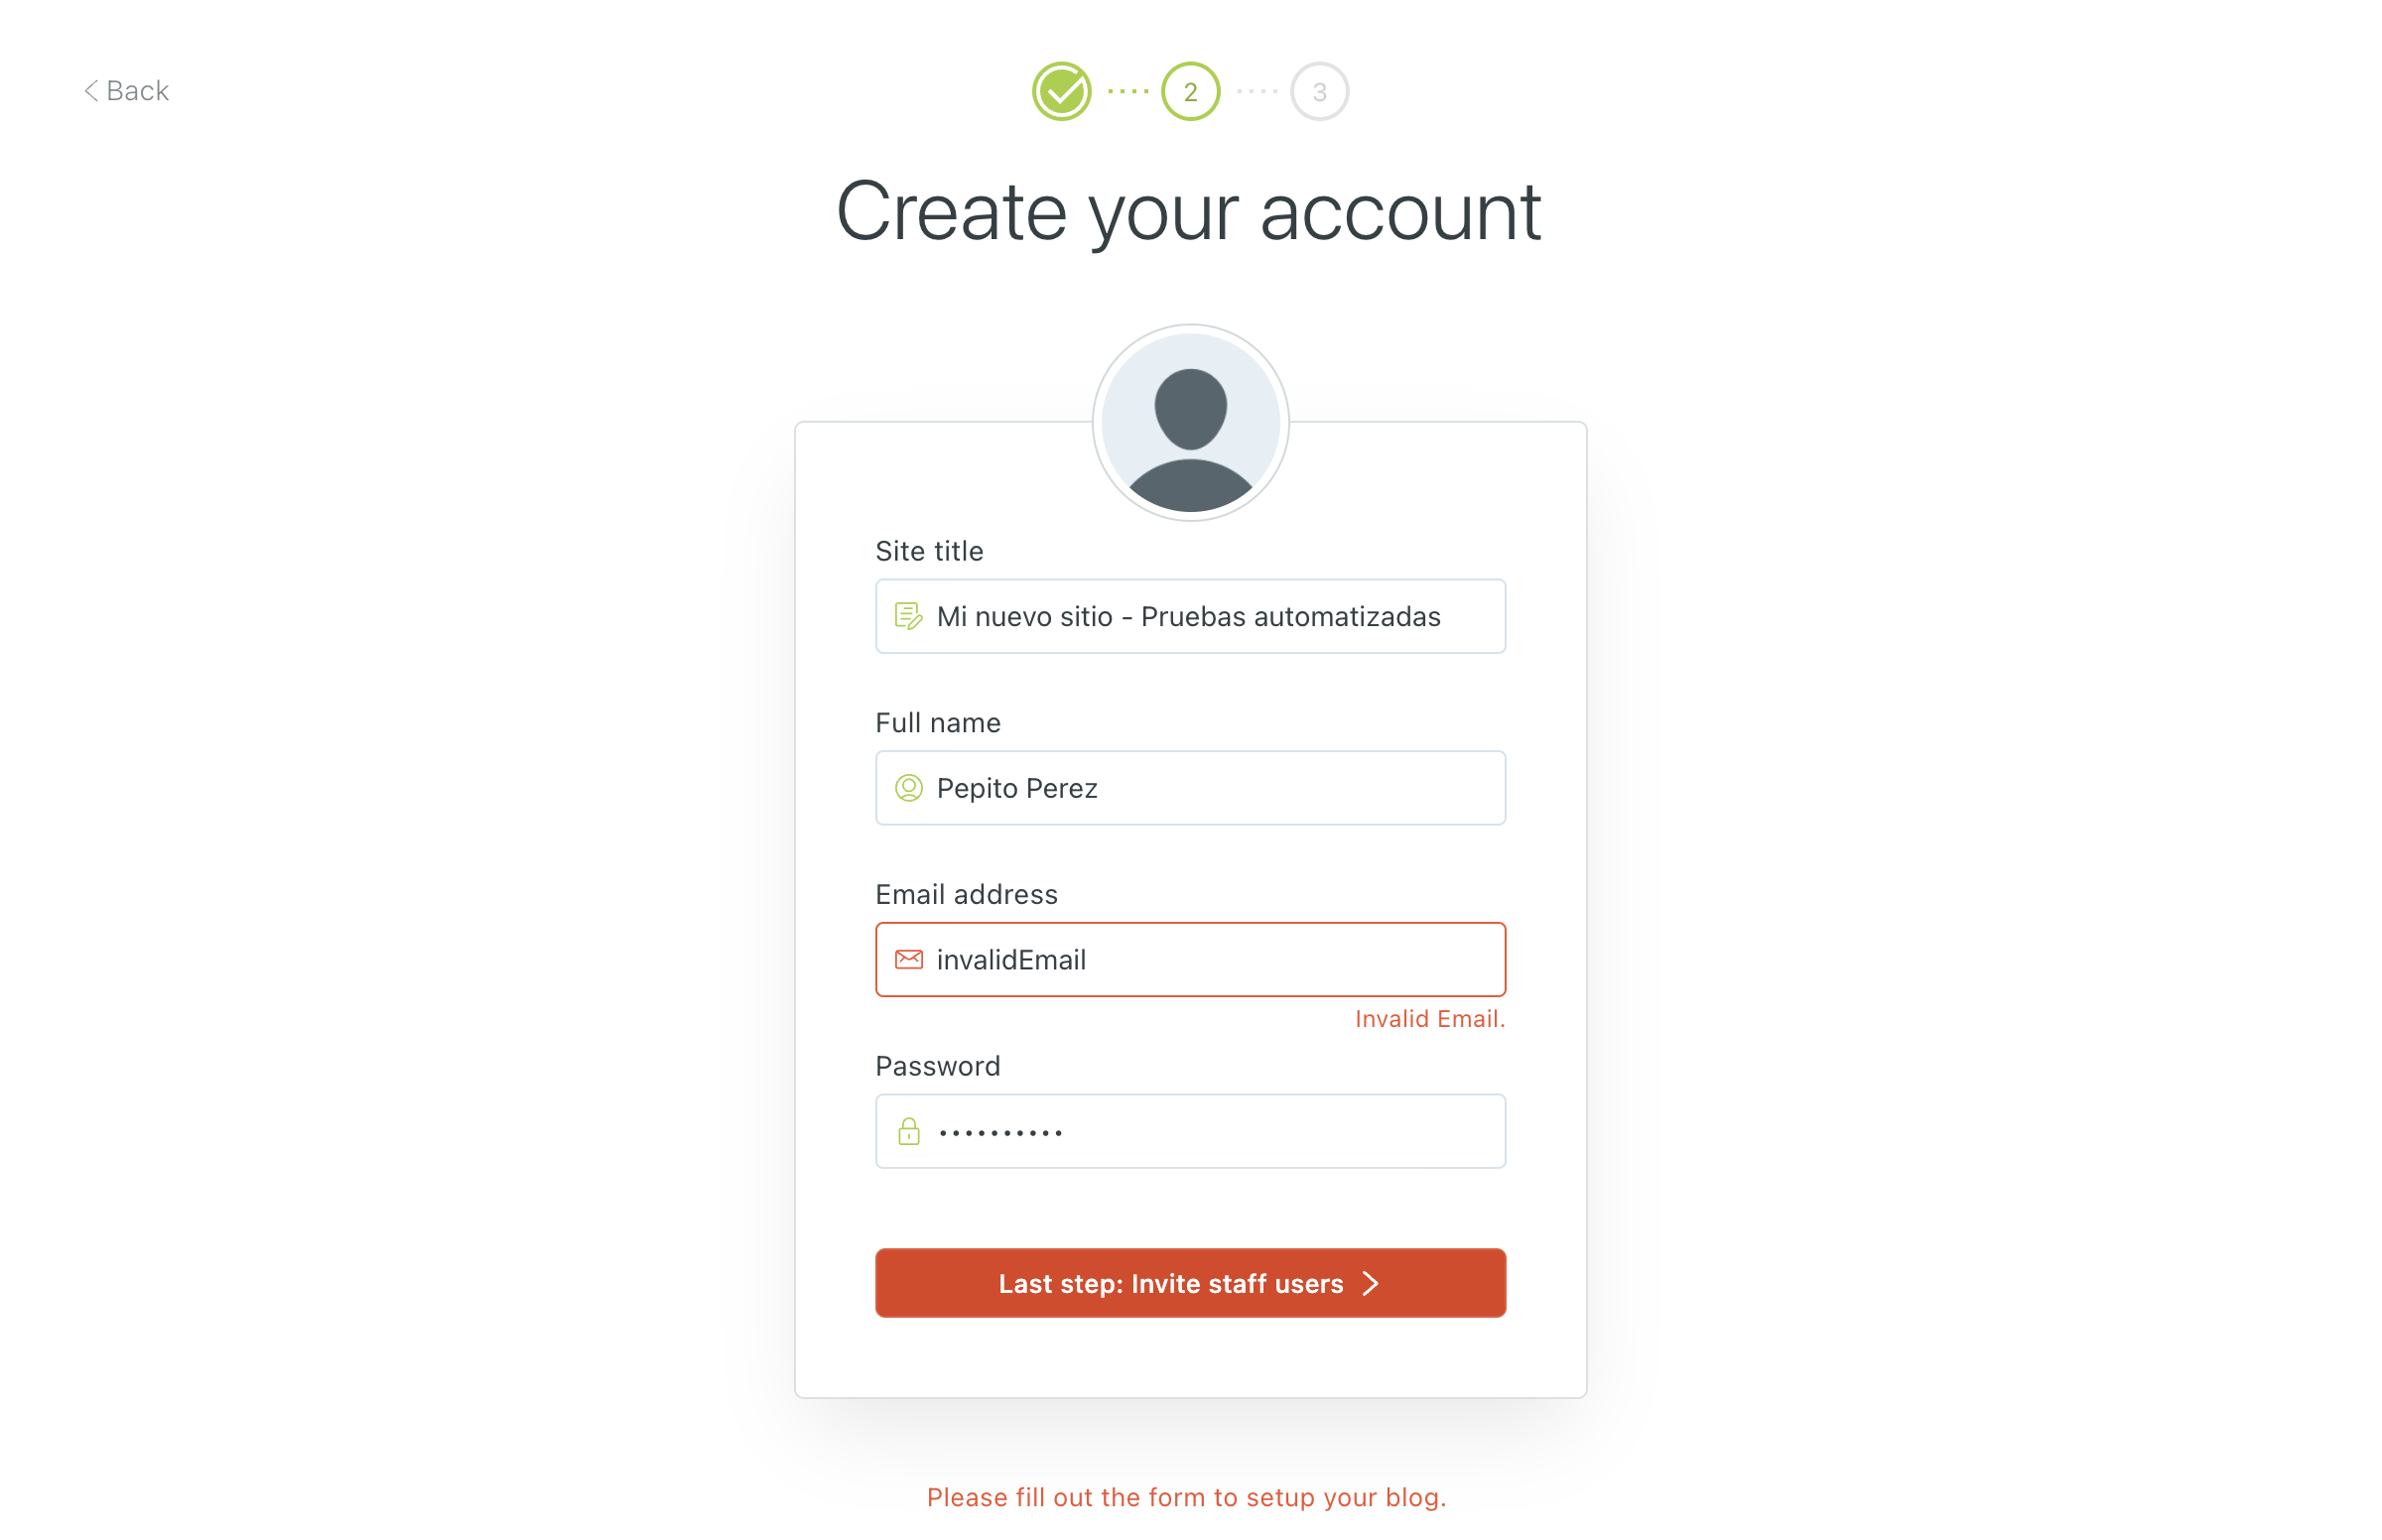 Back
2
3
Create your account
Site title
Mi nuevo sitio - Pruebas automatizadas
Full name
Pepito Perez
Email address
invalidEmail
Invalid Email.
Password
••••••••••
Last step: Invite staff users
Please fill out the form to setup your blog.